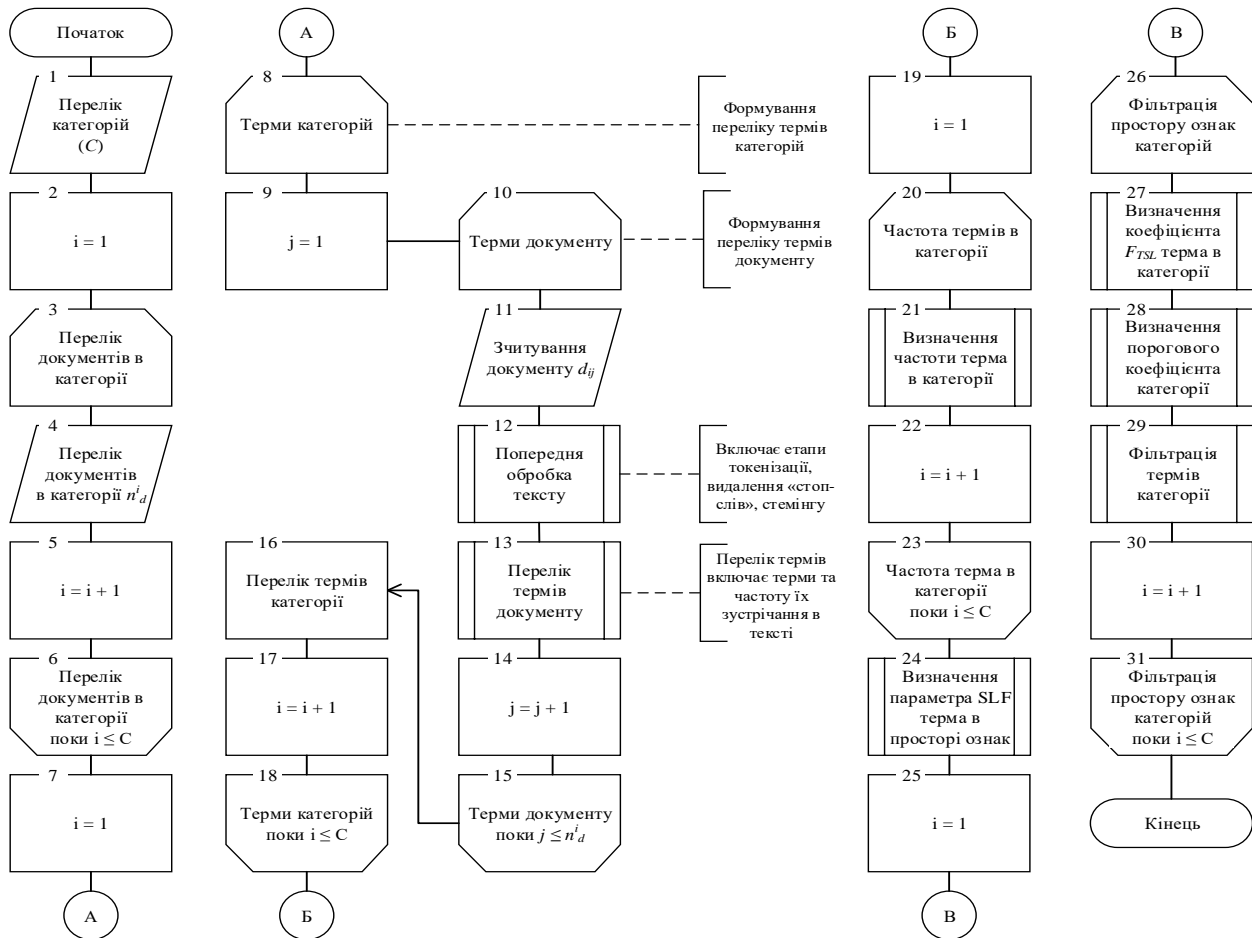 Початок
1
Перелік
категорій
(C)
2
i = 1
3
Перелік
документів в
категорії
4
Перелік
документів
в категорії nⁱd
5
i = i + 1
6
Перелік
документів в
категорії
поки i ≤ C
7
i = 1
А
А
8
Терми категорій
Формування
переліку термів
категорій
9
j = 1
10
Терми документу
Формування
переліку термів
документу
11
Зчитування
документу dij
12
Попередня
обробка
тексту
Включає етапи
токенізації,
видалення «стоп-
слів», стемінгу
13
Перелік
термів
документу
Перелік термів
включає терми та
частоту їх
зустрічання в
тексті
14
j = j + 1
15
Терми документу
поки j ≤ nⁱd
16
Перелік термів
категорії
17
i = i + 1
18
Терми категорій
поки i ≤ C
Б
Б
19
i = 1
20
Частота термів в
категорії
21
Визначення
частоти терма
в категорії
22
i = i + 1
23
Частота терма в
категорії
поки i ≤ C
24
Визначення
параметра SLF
терма в
просторі ознак
25
i = 1
В
В
26
Фільтрація
простору ознак
категорій
27
Визначення
коефіцієнта
FTSL терма в
категорії
28
Визначення
порогового
коефіцієнта
категорії
29
Фільтрація
термів
категорії
30
i = i + 1
31
Фільтрація
простору ознак
категорій
поки i ≤ C
Кінець